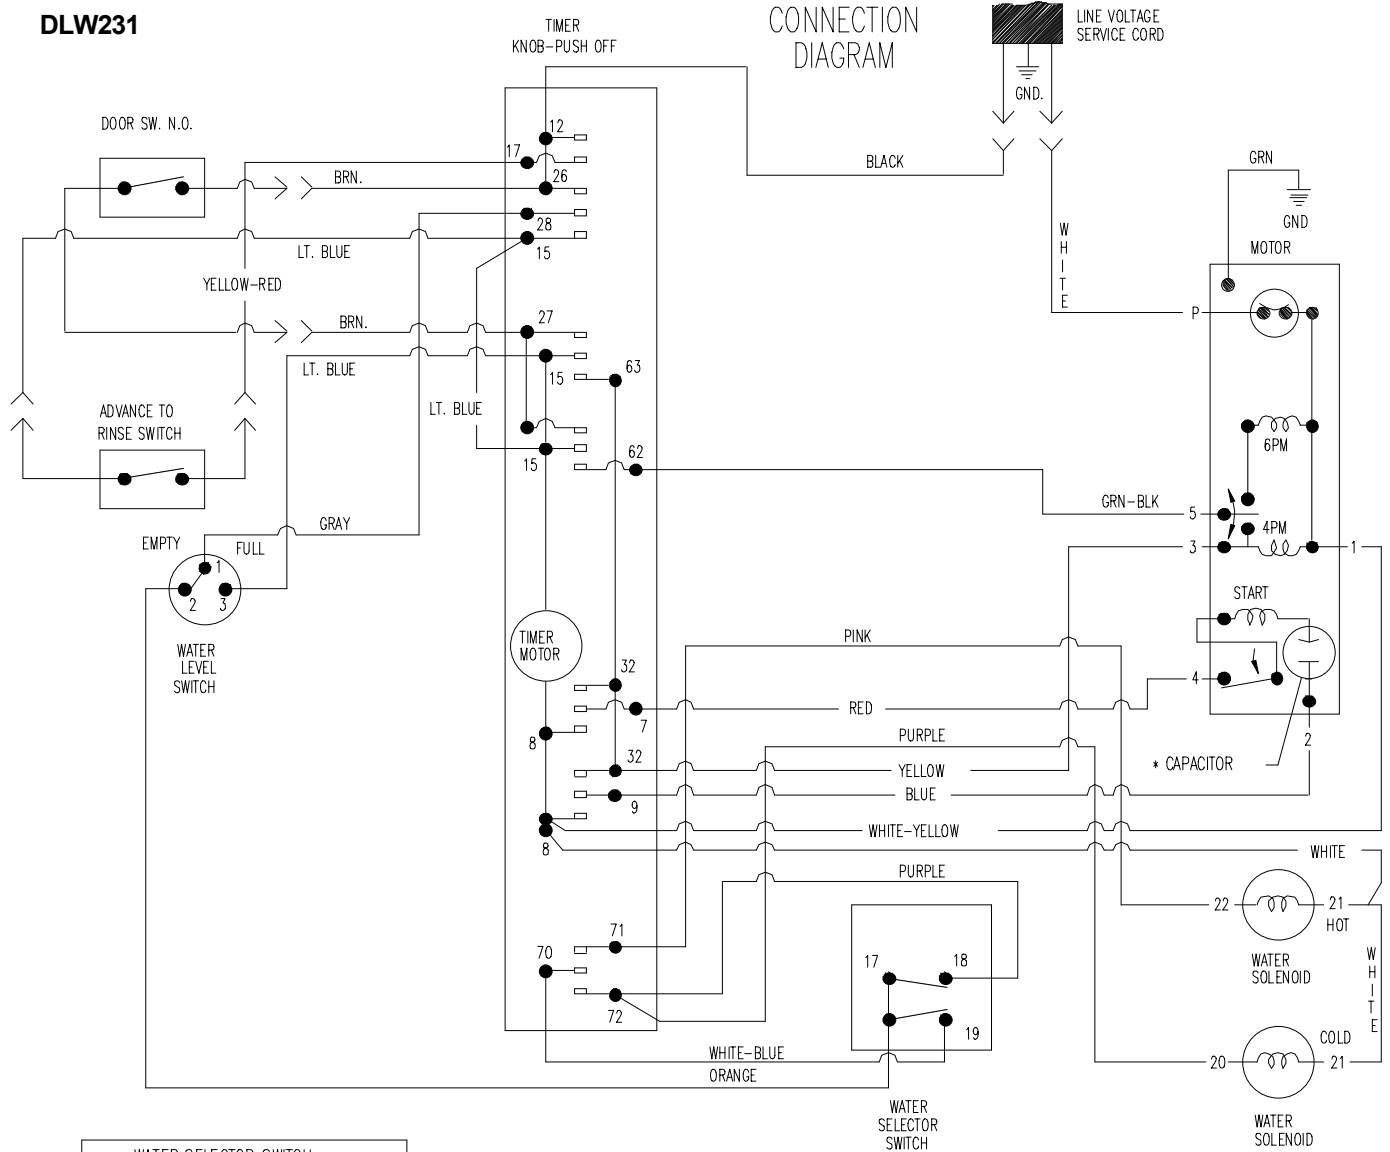 DLW231
TIMER
KNOB-PUSH OFF
CONNECTION
DIAGRAM
LINE VOLTAGE
SERVICE CORD
GND.
DOOR SW. N.O.
12
17
BRN.
26
BLACK
GRN
GND
28
15
LT. BLUE
WHITE
MOTOR
YELLOW-RED
P
27
BRN.
LT. BLUE
15
63
LT. BLUE
ADVANCE TO
RINSE SWITCH
6PM
15
62
GRN-BLK
5
4PM
GRAY
EMPTY
FULL
3
1
1
2
3
START
WATER
LEVEL
SWITCH
TIMER
MOTOR
PINK
32
4
RED
7
8
PURPLE
2
32
YELLOW
* CAPACITOR
BLUE
9
WHITE-YELLOW
8
WHITE
PURPLE
22
21
HOT
71
70
17
18
WATER
SOLENOID
WHITE
72
19
COLD
WHITE-BLUE
20
21
ORANGE
WATER
SELECTOR
SWITCH
WATER
SOLENOID
WATER SELECTOR SWITCH